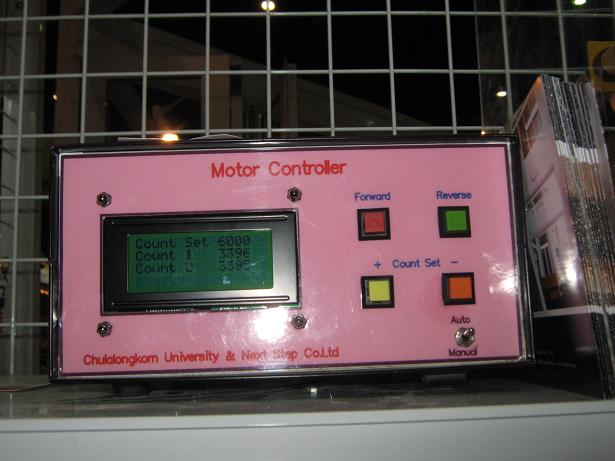 Motor Controller
Forward
Reverse
Count Set 6000
Count 1 3396
Count 2 3395
+ Count Set -
Auto
Manual
Chulalongkorn University & Next Step Co.Ltd